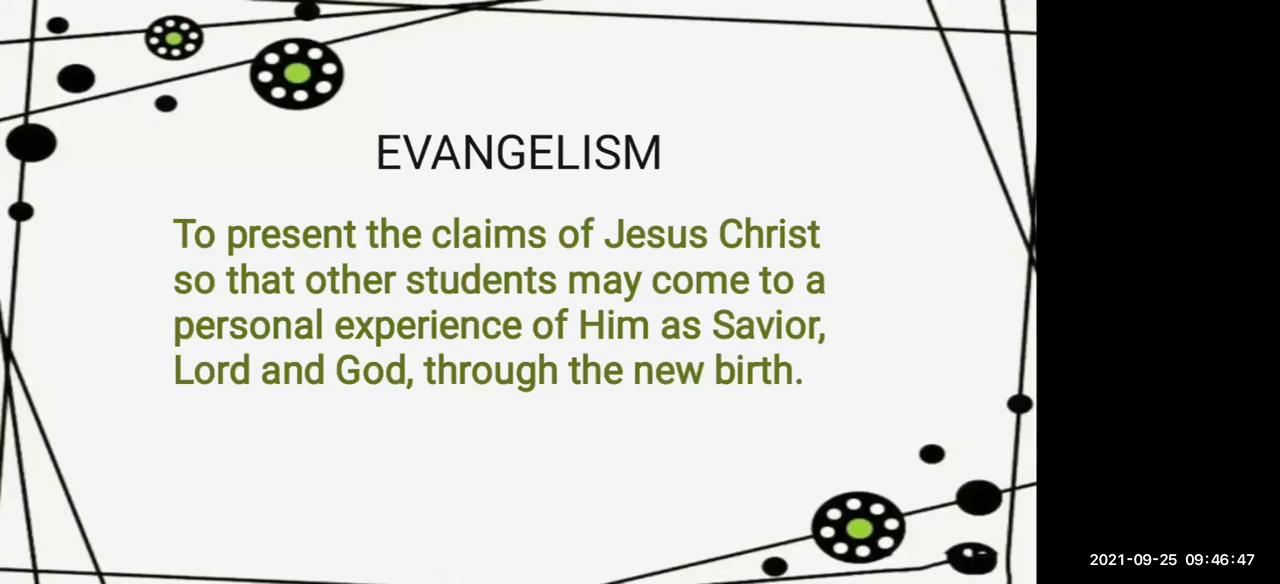 EVANGELISM
To present the claims of Jesus Christ
so that other students may come to a
personal experience of Him as Savior,
Lord and God, through the new birth.
2021-09-25 09:46:47